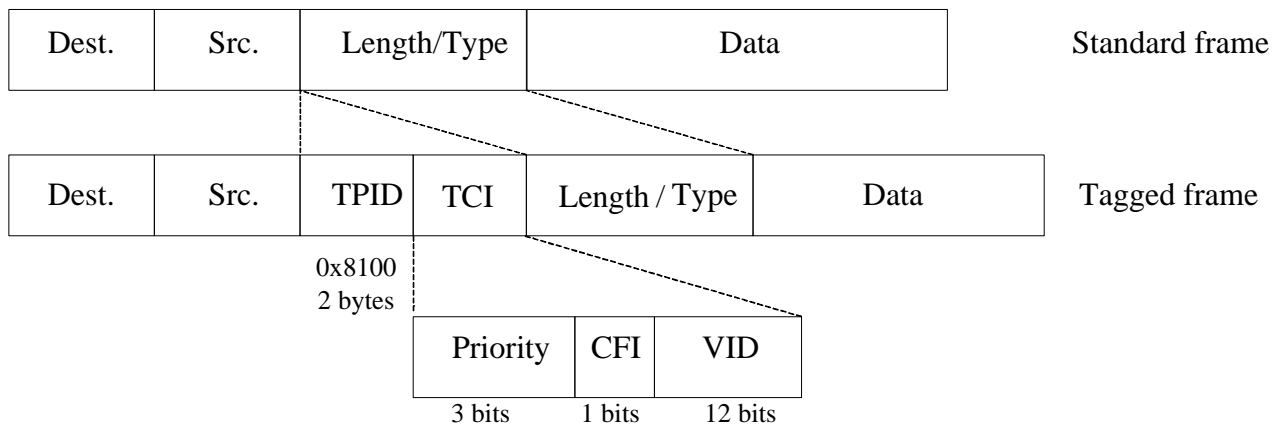 Dest. Src. Length/Type Data Standard frame
Dest. Src. TPID TCI Length / Type Data Tagged frame
0x8100
2 bytes
Priority CFI VID
3 bits 1 bits 12 bits